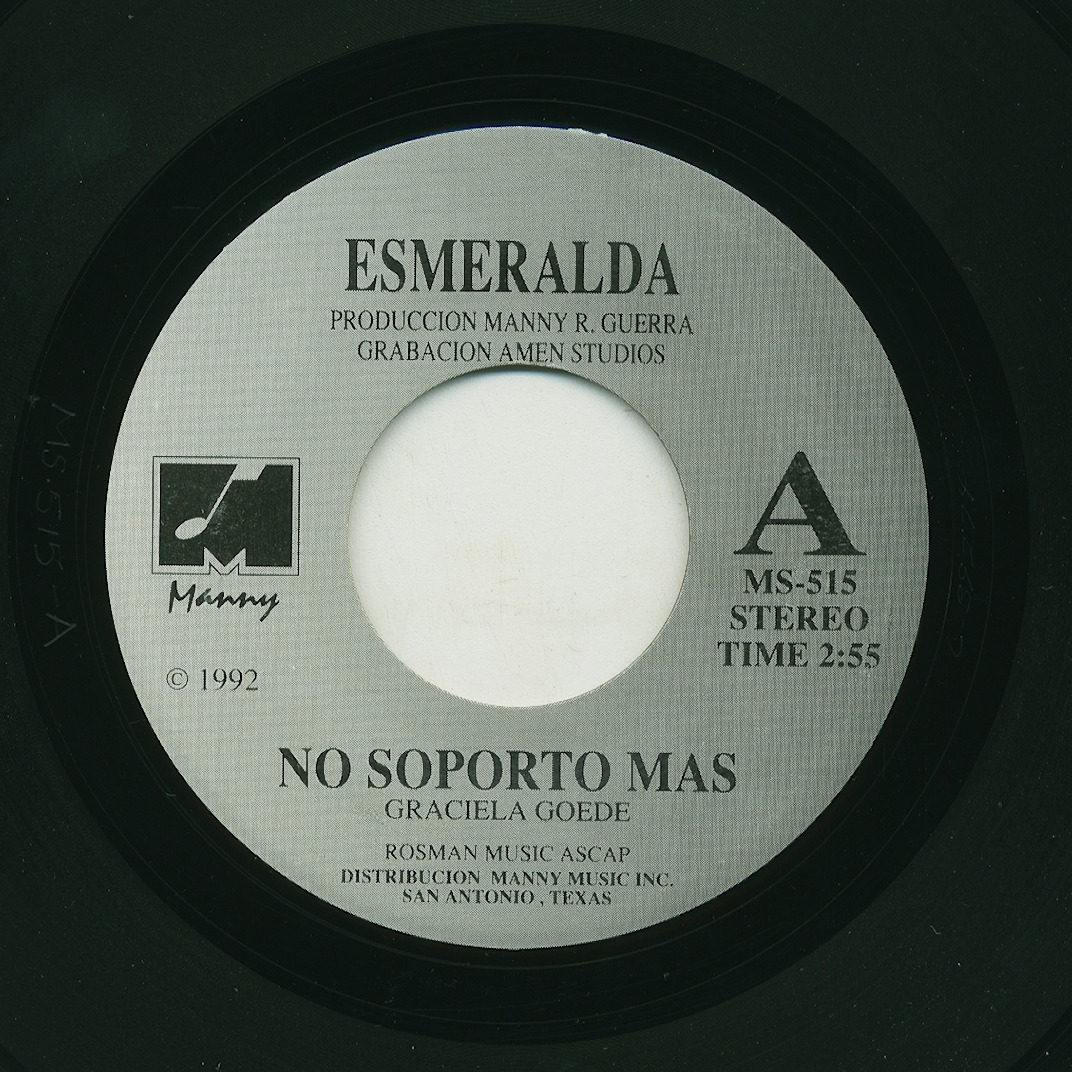 ESMERALDA
PRODUCCION MANNY R. GUERRA
GRABACION AMEN STUDIOS
Manny
© 1992
A
MS-515
STEREO
TIME 2:55
NO SOPORTO MAS
GRACIELA GOEDE
ROSMAN MUSIC ASCAP
DISTRIBUCION MANNY MUSIC INC.
SAN ANTONIO , TEXAS
MS-515-A